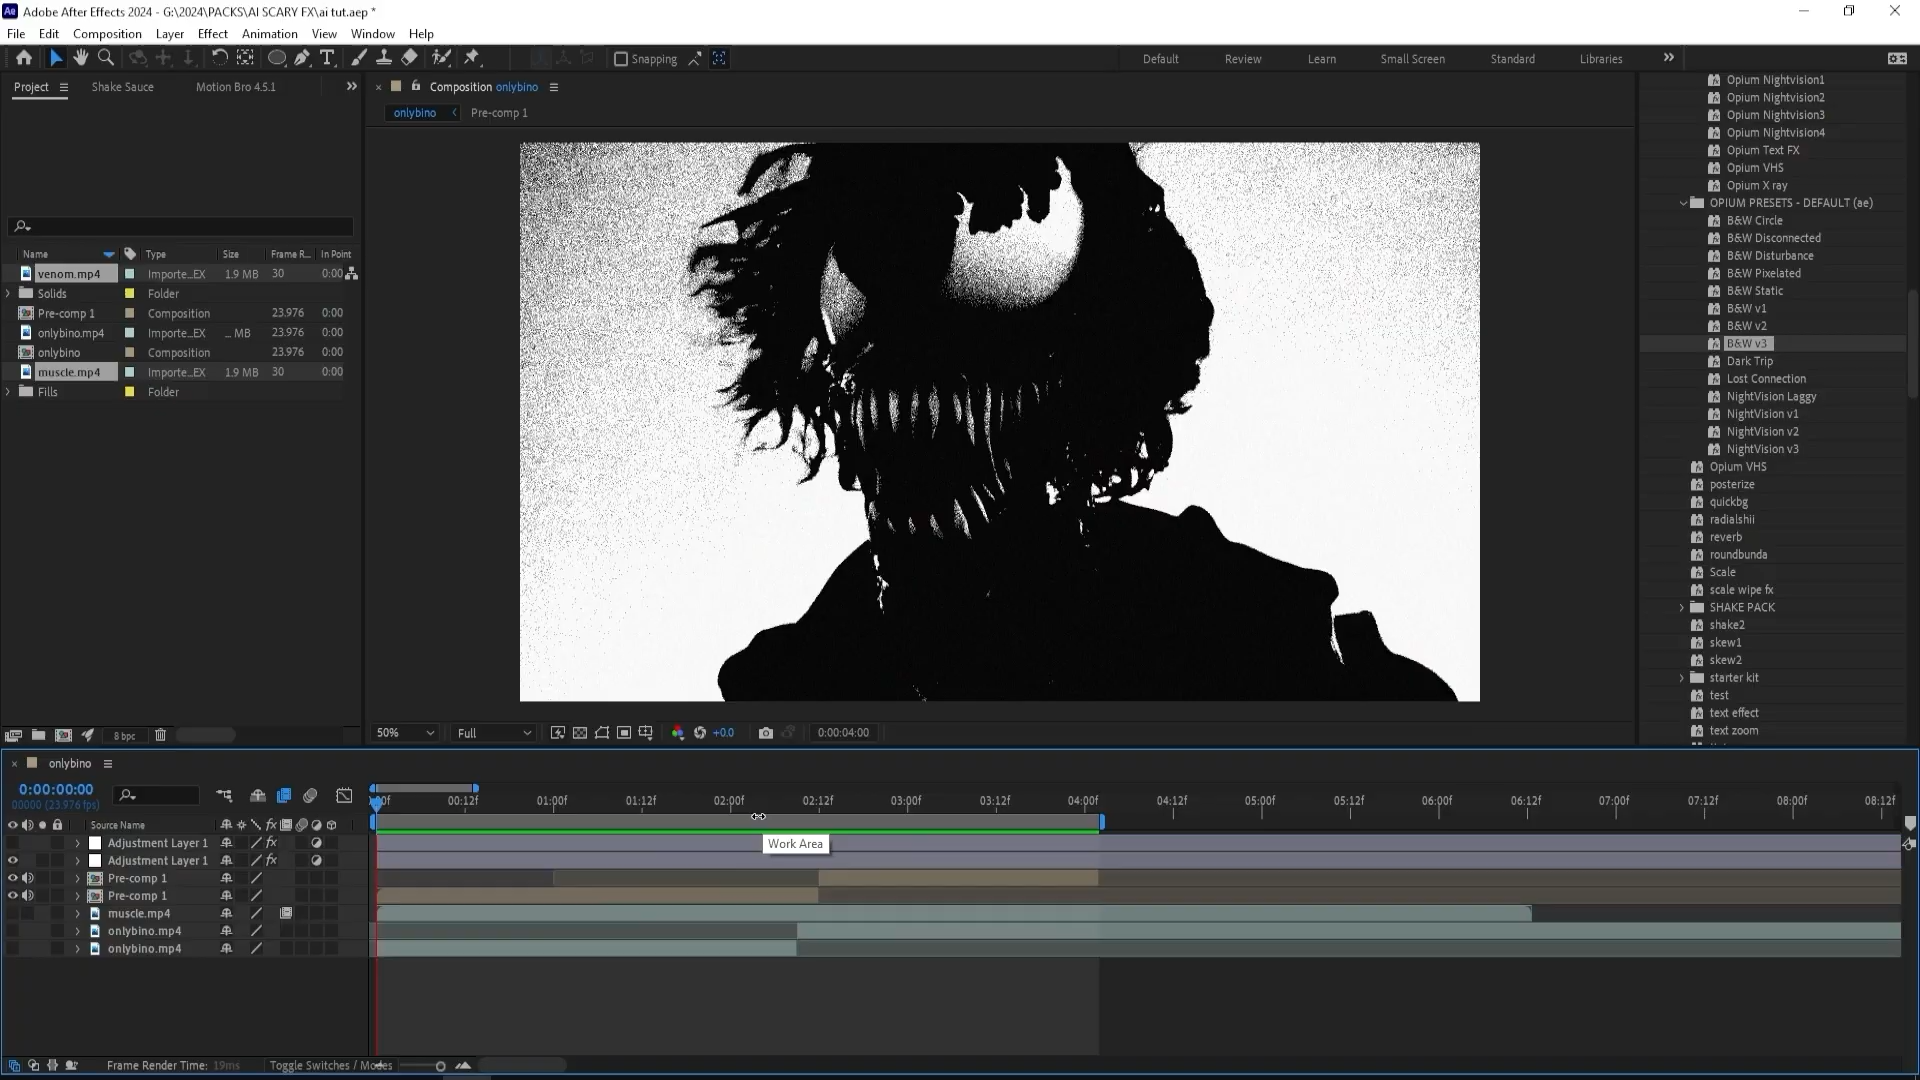 Adobe After Effects 2024 - G:\2024\PACKS\AI SCARY FX\ai tut.aep *
File Edit Composition Layer Effect Animation View Window Help
Snapping
Default Review Learn Small Screen Standard Libraries
Project Shake Sauce Motion Bro 4.5.1
Composition onlybino
onlybino Pre-comp 1
Name Type Size Frame R... In Point
venom.mp4 Importe...EX 1.9 MB 30 0:00
Solids Folder
Pre-comp 1 Composition 23.976 0:00
onlybino.mp4 Importe...EX ... MB 23.976 0:00
onlybino Composition 23.976 0:00
muscle.mp4 Importe...EX 1.9 MB 30 0:00
Fills Folder
8 bpc
50% Full +0.0 0:00:04:00
Opium Nightvision1
Opium Nightvision2
Opium Nightvision3
Opium Nightvision4
Opium Text FX
Opium VHS
Opium X ray
OPIUM PRESETS - DEFAULT (ae)
B&W Circle
B&W Disconnected
B&W Disturbance
B&W Pixelated
B&W Static
B&W v1
B&W v2
B&W v3
Dark Trip
Lost Connection
NightVision Laggy
NightVision v1
NightVision v2
NightVision v3
Opium VHS
posterize
quickbg
radialshii
reverb
roundbunda
Scale
scale wipe fx
SHAKE PACK
shake2
skew1
skew2
starter kit
test
text effect
text zoom
onlybino
0:00:00:00
00000 (23.976 fps)
00:12f 01:00f 01:12f 02:00f 02:12f 03:00f 03:12f 04:00f 04:12f 05:00f 05:12f 06:00f 06:12f 07:00f 07:12f 08:00f 08:12f
Source Name
Adjustment Layer 1
Work Area
Adjustment Layer 1
Pre-comp 1
Pre-comp 1
muscle.mp4
onlybino.mp4
onlybino.mp4
Frame Render Time: 19ms Toggle Switches / Modes